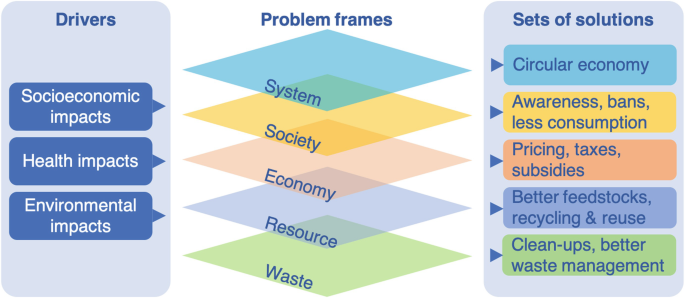 Drivers
Socioeconomic
impacts
Health impacts
Environmental
impacts
Problem frames
System
Society
Economy
Resource
Waste
Sets of solutions
Circular economy
Awareness, bans,
less consumption
Pricing, taxes,
subsidies
Better feedstocks,
recycling & reuse
Clean-ups, better
waste management